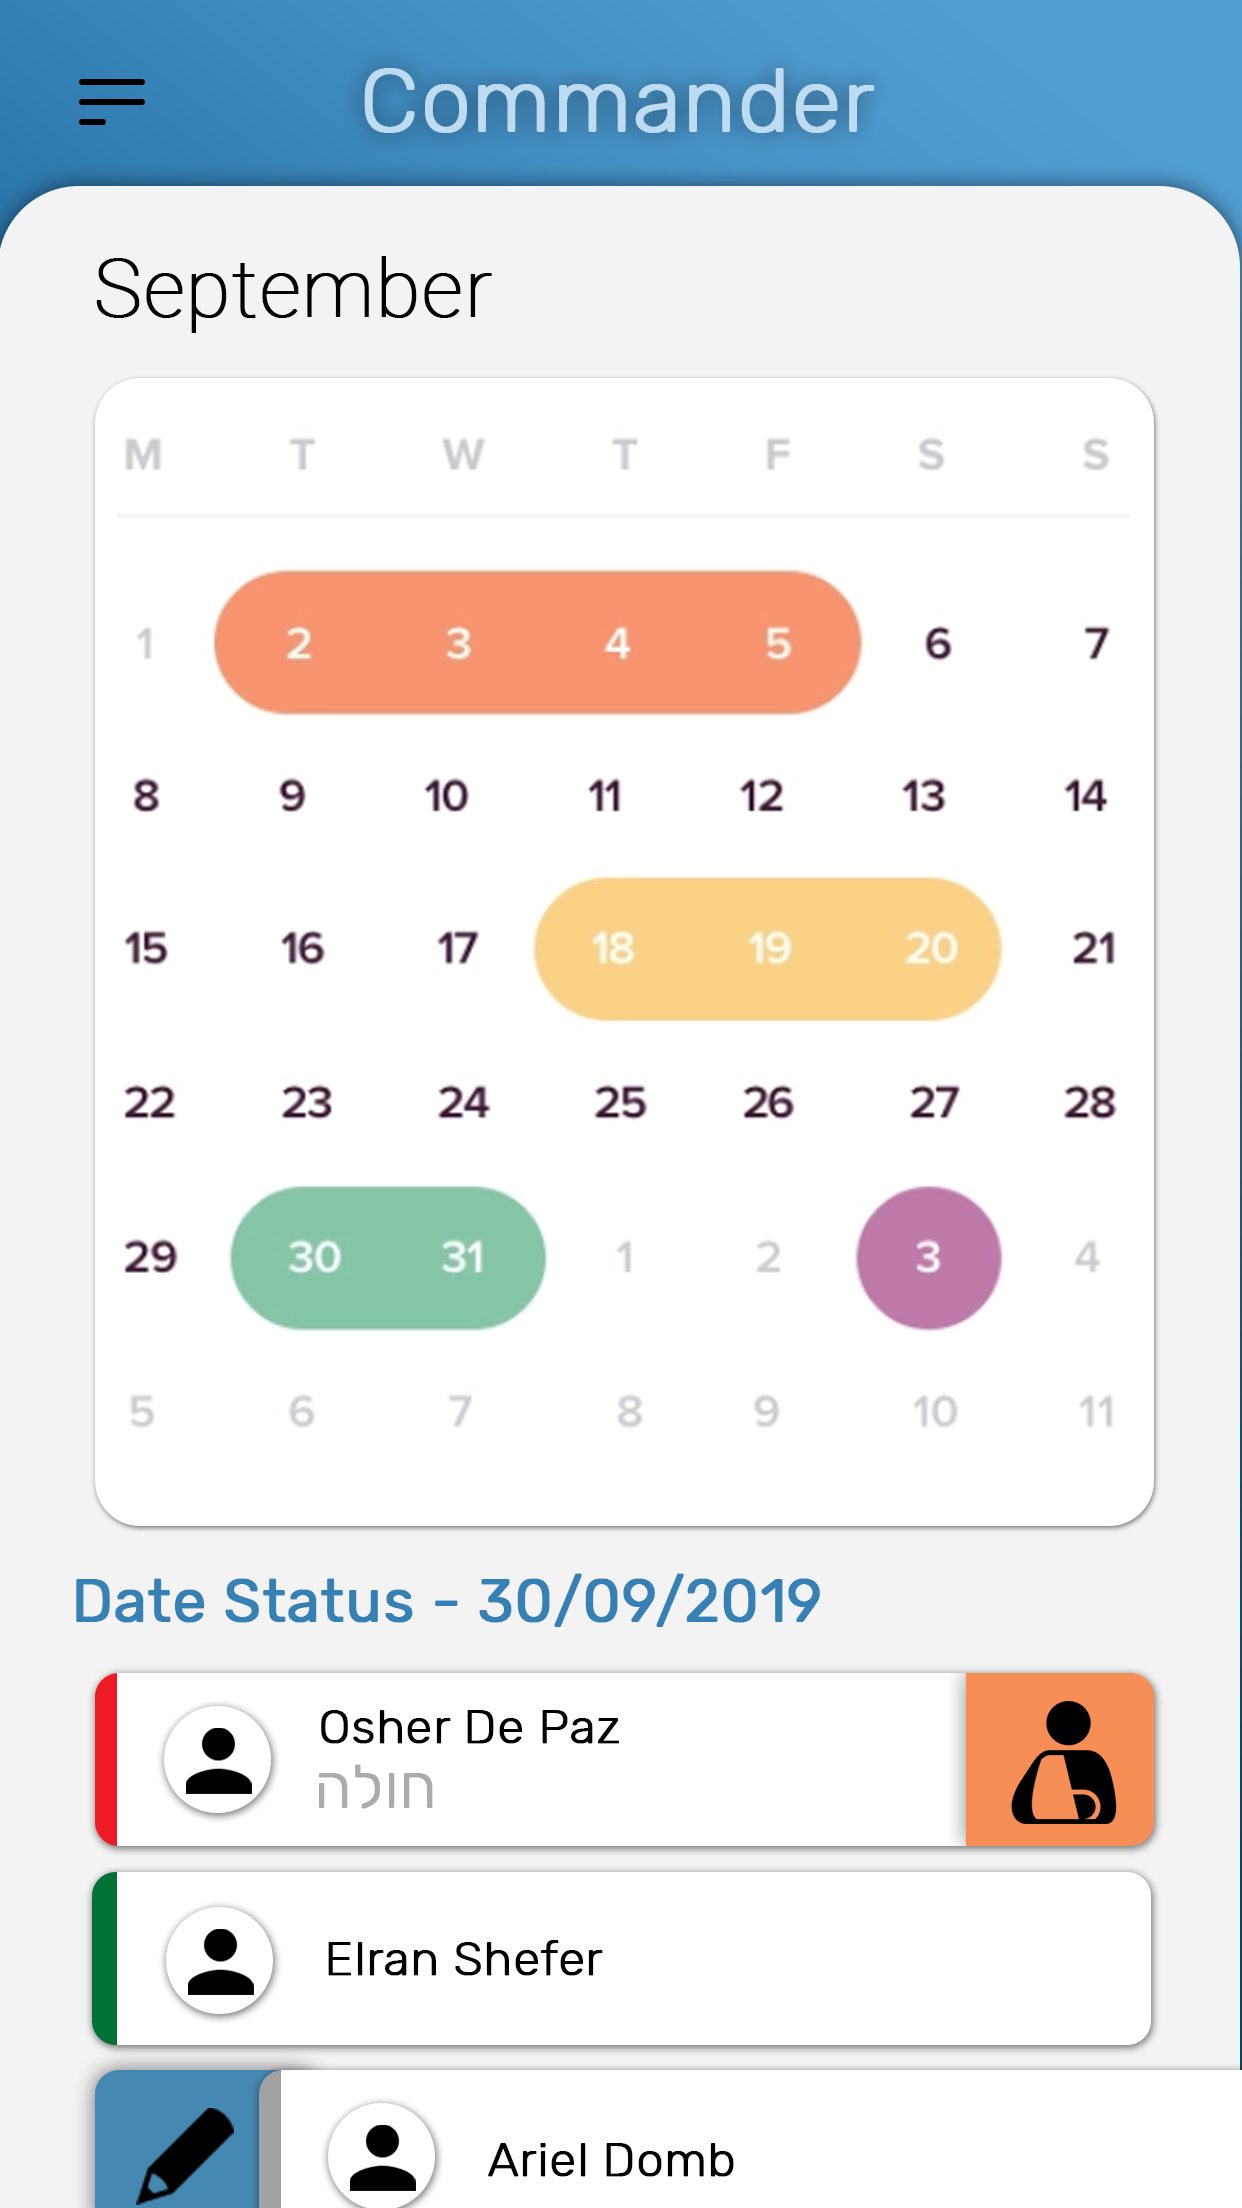 Commander
September
M T W T F S S
1 2 3 4 5 6 7
8 9 10 11 12 13 14
15 16 17 18 19 20 21
22 23 24 25 26 27 28
29 30 31 1 2 3 4
5 6 7 8 9 10 11
Date Status - 30/09/2019
Osher De Paz
חולה
Elran Shefer
Ariel Domb